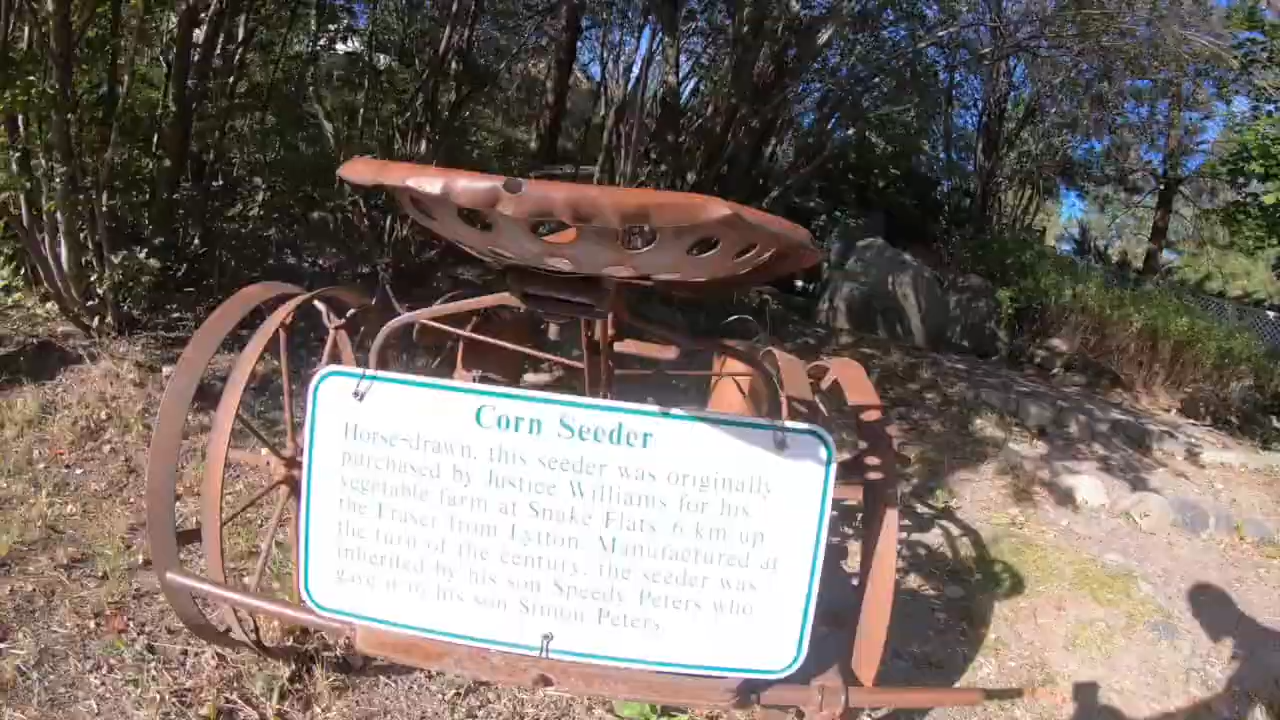 Corn Seeder
Horse-drawn, this seeder was originally
purchased by Justice Williams for his
vegetable farm at Snake Flats, 6 km up
the Fraser from Lytton. Manufactured at
the turn of the century, the seeder was
inherited by his son Speedy Peters who
gave it to his son Simon Peters.